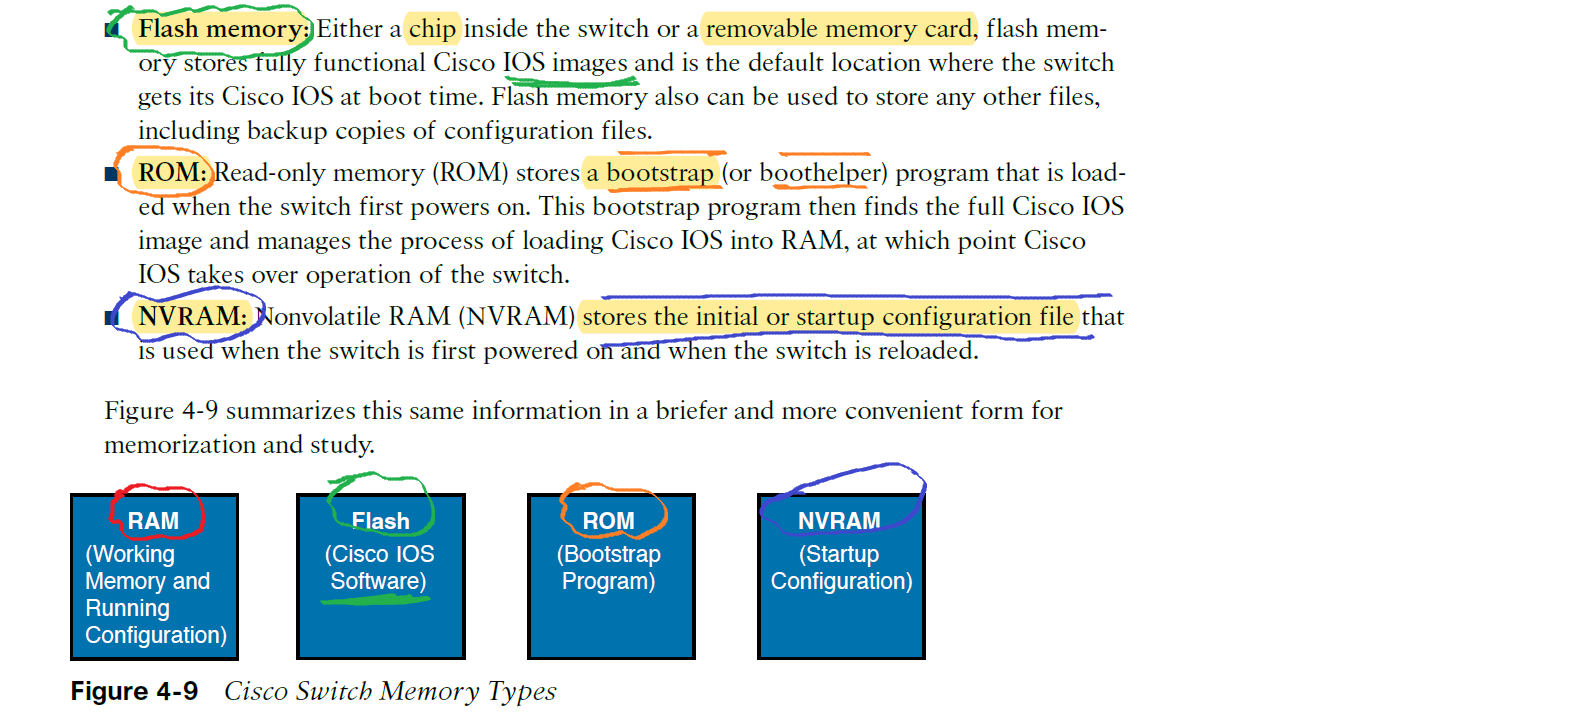 Flash memory: Either a chip inside the switch or a removable memory card, flash mem-
ory stores fully functional Cisco IOS images and is the default location where the switch
gets its Cisco IOS at boot time. Flash memory also can be used to store any other files,
including backup copies of configuration files.
ROM: Read-only memory (ROM) stores a bootstrap (or boothelper) program that is load-
ed when the switch first powers on. This bootstrap program then finds the full Cisco IOS
image and manages the process of loading Cisco IOS into RAM, at which point Cisco
IOS takes over operation of the switch.
NVRAM: Nonvolatile RAM (NVRAM) stores the initial or startup configuration file that
is used when the switch is first powered on and when the switch is reloaded.
Figure 4-9 summarizes this same information in a briefer and more convenient form for
memorization and study.
RAM
(Working
Memory and
Running
Configuration)
Flash
(Cisco IOS
Software)
ROM
(Bootstrap
Program)
NVRAM
(Startup
Configuration)
Figure 4-9 Cisco Switch Memory Types